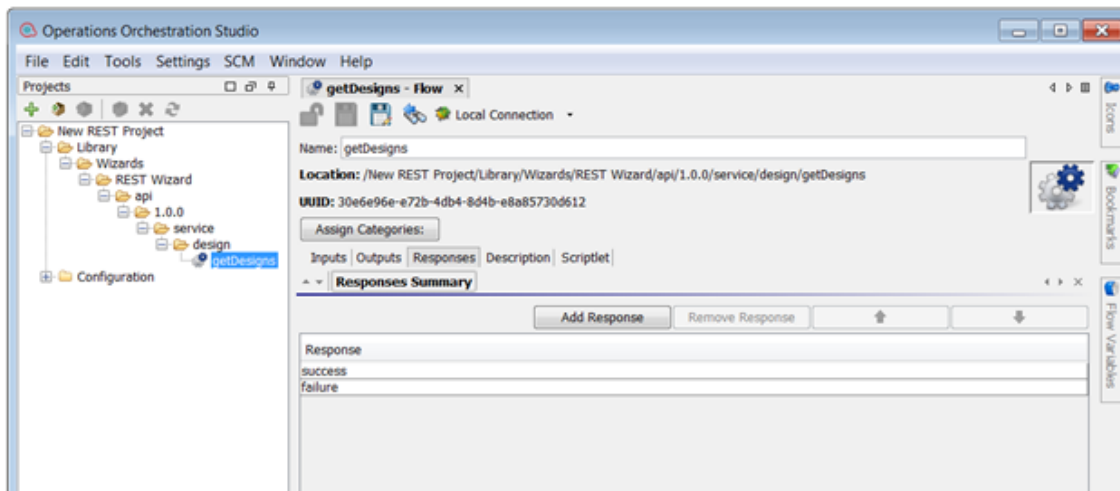 Operations Orchestration Studio
File Edit Tools Settings SCM Window Help
Projects
New REST Project
Library
Wizards
REST Wizard
api
1.0.0
service
design
getDesigns
Configuration
getDesigns - Flow
Local Connection
Name: getDesigns
Location: /New REST Project/Library/Wizards/REST Wizard/api/1.0.0/service/design/getDesigns
UUID: 30e6e96e-e72b-4db4-8d4b-e8a85730d612
Assign Categories:
Inputs Outputs Responses Description Scriptlet
Responses Summary
Add Response Remove Response
Response
success
failure
Icons
Bookmarks
Flow Variables